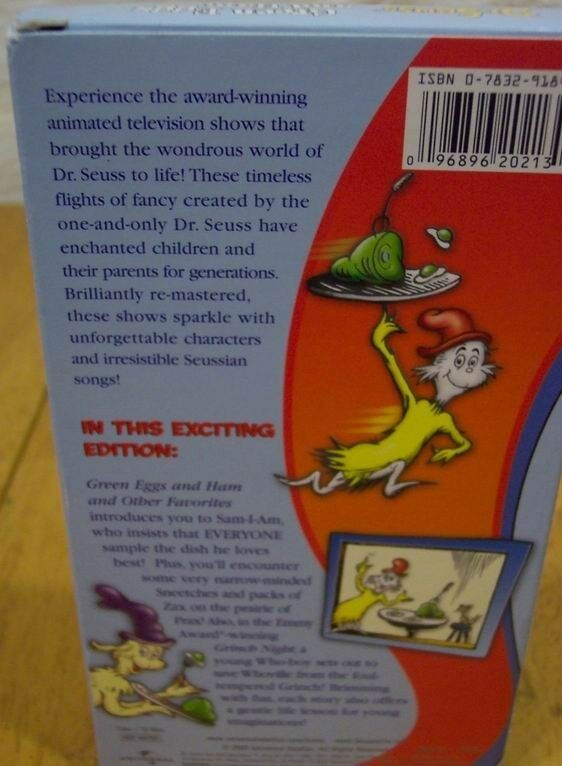 ISBN 0-7832-918
0 96896 20213
Experience the award-winning
animated television shows that
brought the wondrous world of
Dr. Seuss to life! These timeless
flights of fancy created by the
one-and-only Dr. Seuss have
enchanted children and
their parents for generations.
Brilliantly re-mastered,
these shows sparkle with
unforgettable characters
and irresistible Seussian
songs!
IN THIS EXCITING
EDITION:
Green Eggs and Ham
and Other Favorites
introduces you to Sam-I-Am,
who insists that EVERYONE
sample the dish he loves
best! Plus, you'll encounter
some very narrow-minded
Sneetches and packs of
Zax on the prairie of
Prax! Also, in the Emmy
Award®-winning
Grinch Night, a
young Who-boy sets out to
save Whoville from the foul-
tempered Grinch! Brimming
with fun, each story also offers
a gentle life lesson for young
imaginations!